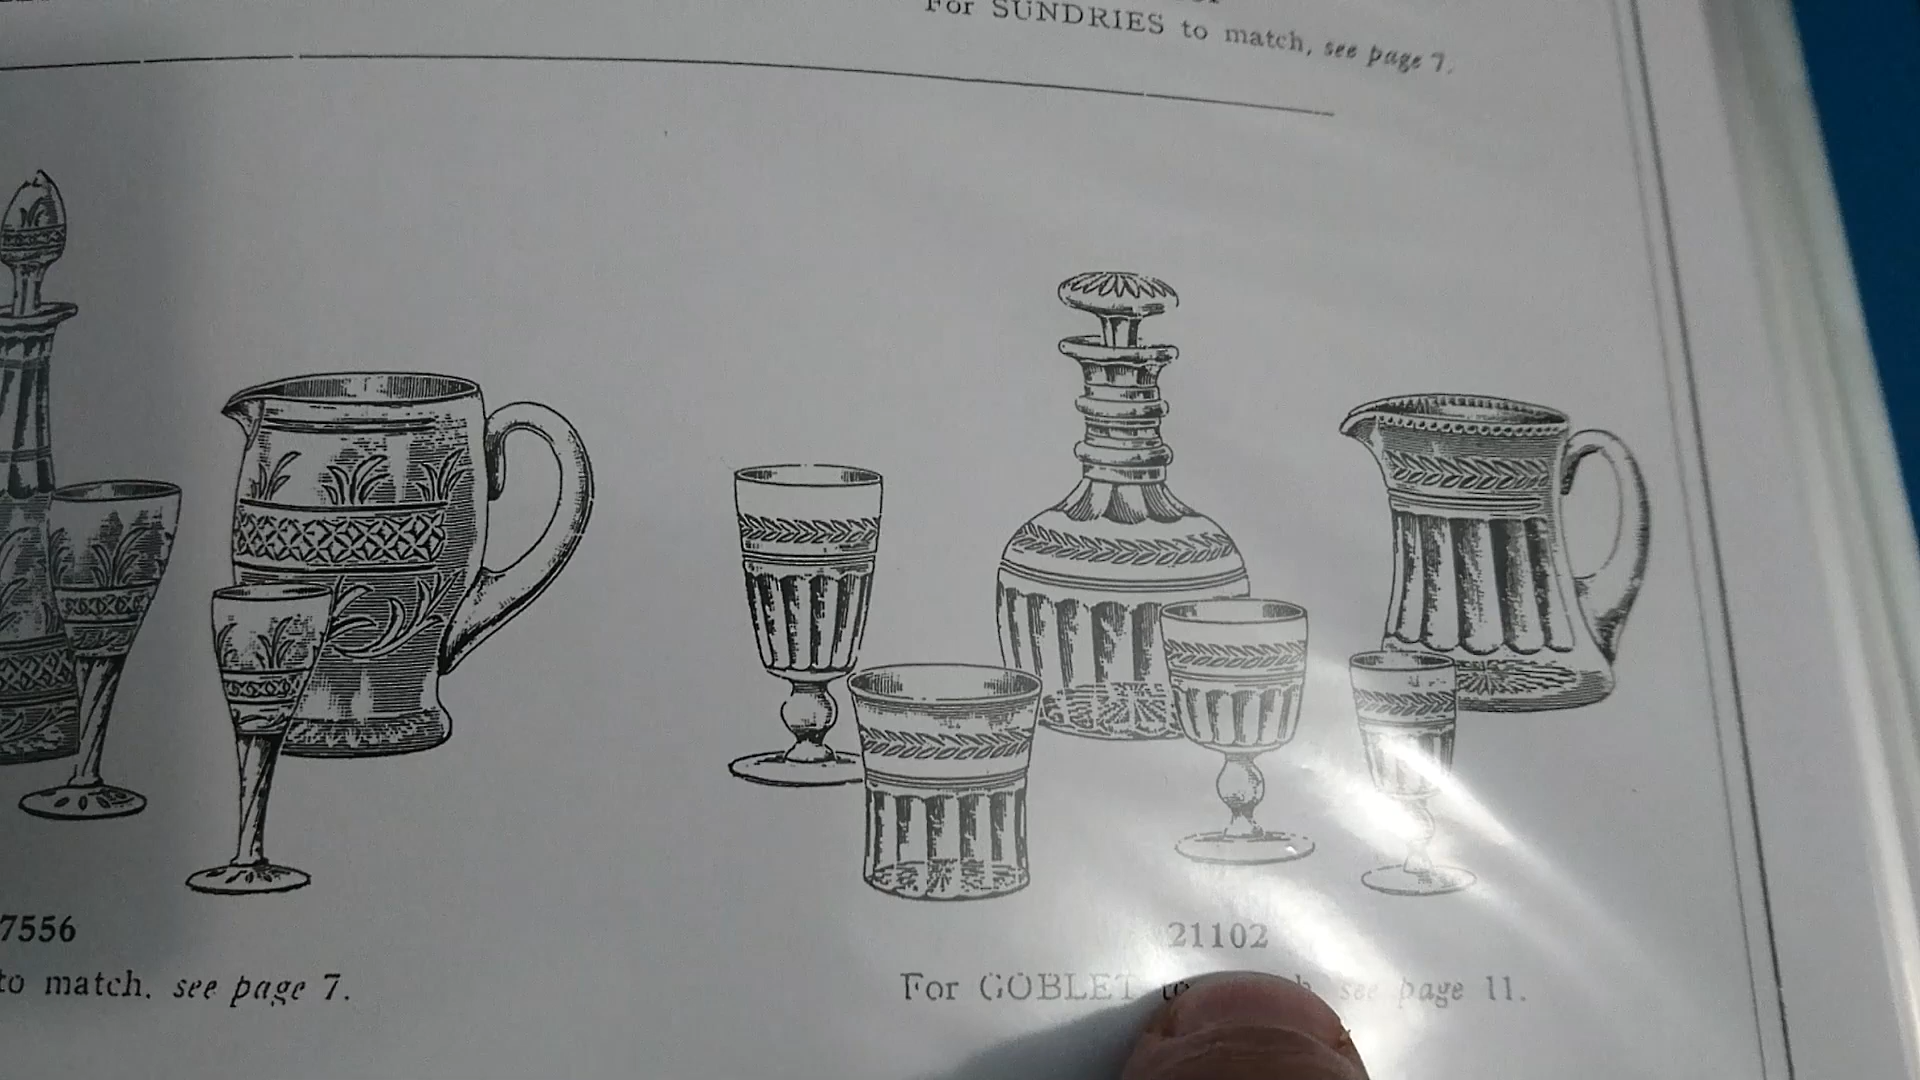 For SUNDRIES to match, see page 7.
7556
to match. see page 7.
21102
For GOBLET to see page 11.